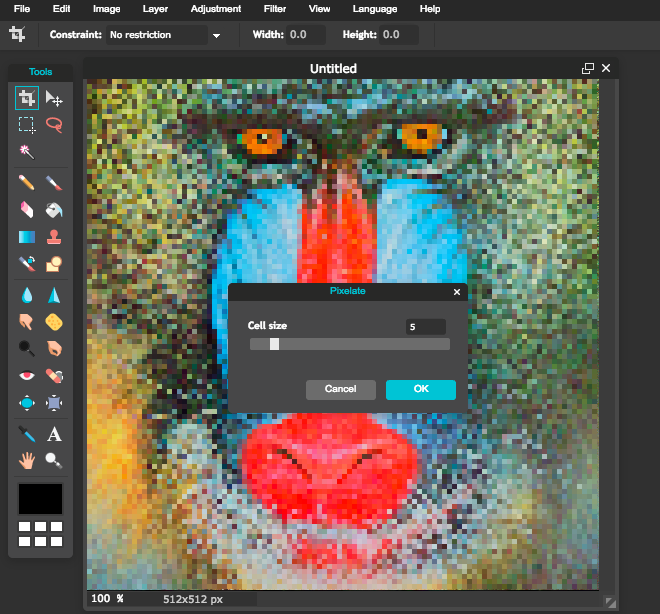 File Edit Image Layer Adjustment Filter View Language Help
Constraint: No restriction Width: 0.0 Height: 0.0
Tools
Untitled
Pixelate
Cell size 5
Cancel OK
A
100 % 512x512 px